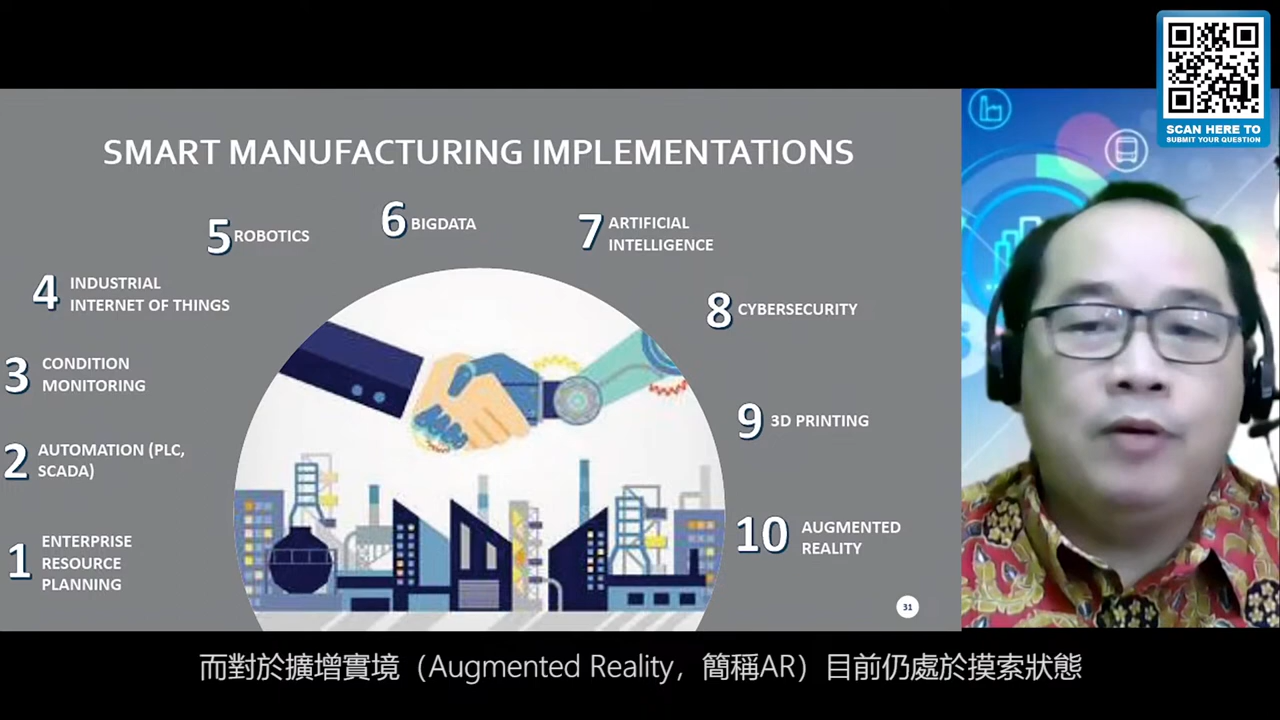 SCAN HERE TO
SUBMIT YOUR QUESTION
SMART MANUFACTURING IMPLEMENTATIONS
1 ENTERPRISE
RESOURCE
PLANNING
2 AUTOMATION (PLC,
SCADA)
3 CONDITION
MONITORING
4 INDUSTRIAL
INTERNET OF THINGS
5 ROBOTICS
6 BIGDATA
7 ARTIFICIAL
INTELLIGENCE
8 CYBERSECURITY
9 3D PRINTING
10 AUGMENTED
REALITY
31
而對於擴增實境（Augmented Reality，簡稱AR）目前仍處於摸索狀態